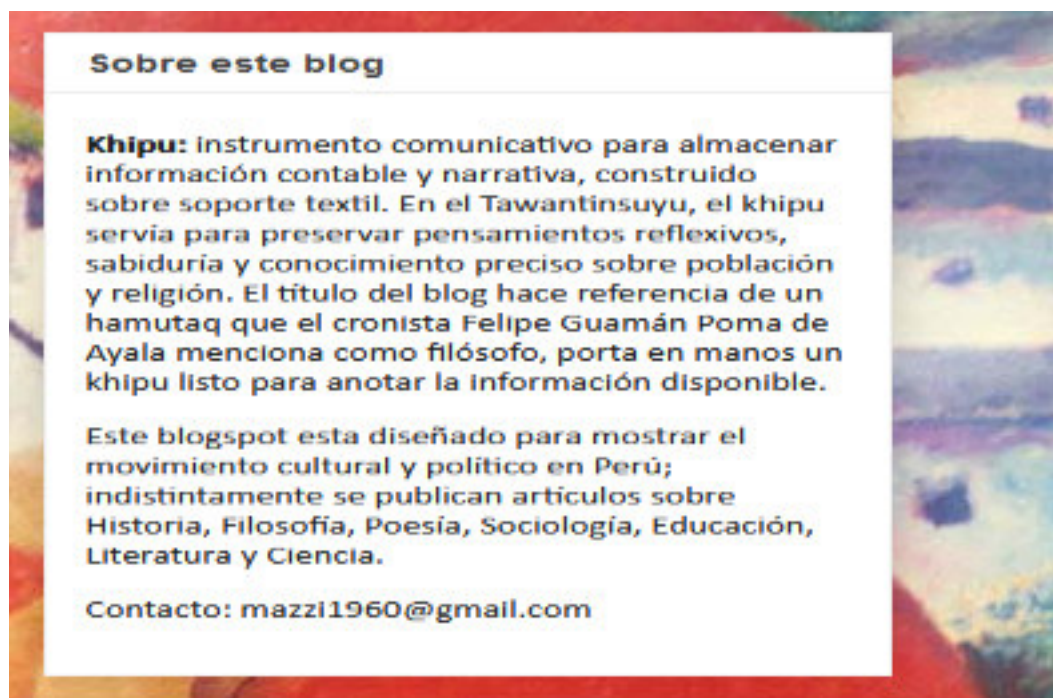 Sobre este blog
Khipu: instrumento comunicativo para almacenar
información contable y narrativa, construido
sobre soporte textil. En el Tawantinsuyu, el khipu
servía para preservar pensamientos reflexivos,
sabiduría y conocimiento preciso sobre población
y religión. El título del blog hace referencia de un
hamutaq que el cronista Felipe Guamán Poma de
Ayala menciona como filósofo, porta en manos un
khipu listo para anotar la información disponible.
Este blogspot esta diseñado para mostrar el
movimiento cultural y político en Perú;
indistintamente se publican artículos sobre
Historia, Filosofía, Poesía, Sociología, Educación,
Literatura y Ciencia.
Contacto: mazzi1960@gmail.com